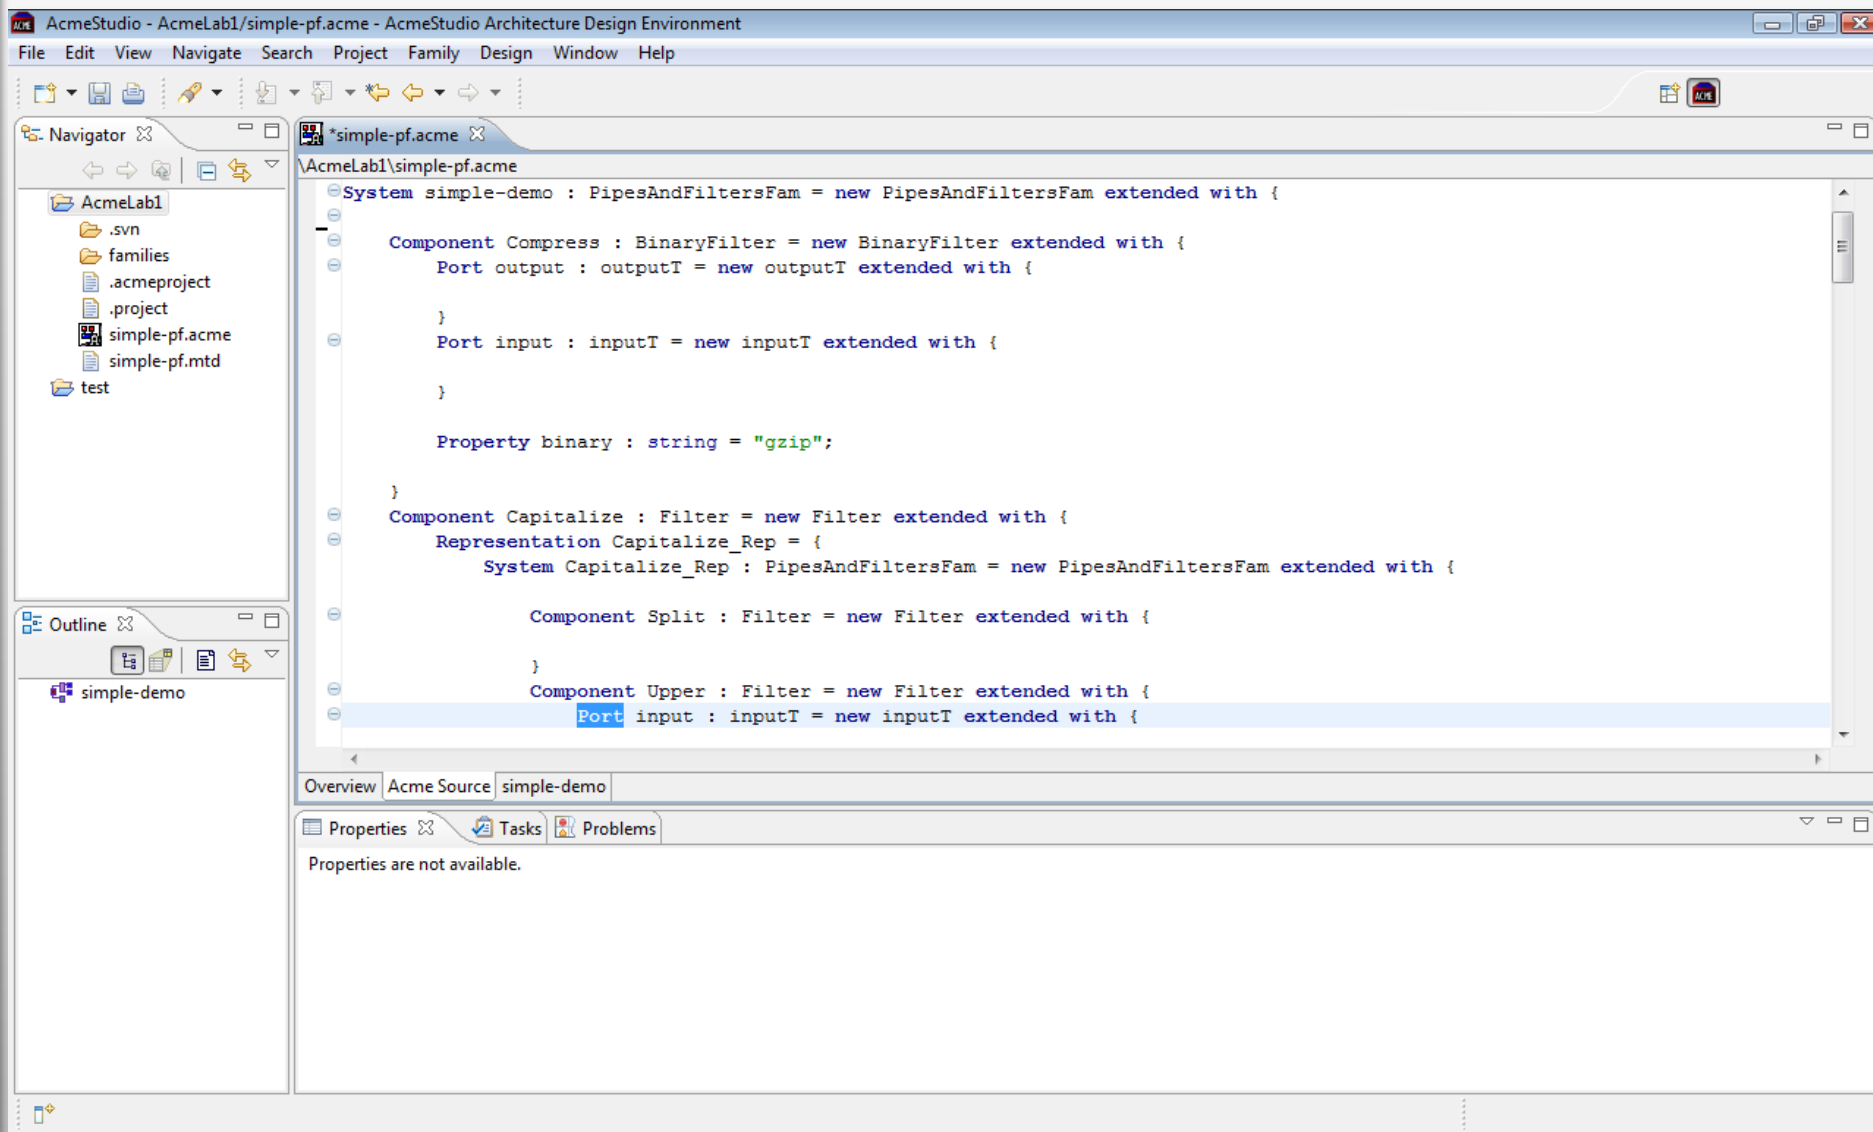 AcmeStudio - AcmeLab1/simple-pf.acme - AcmeStudio Architecture Design Environment
File Edit View Navigate Search Project Family Design Window Help
ACME
Navigator
AcmeLab1
.svn
families
.acmeproject
.project
simple-pf.acme
simple-pf.mtd
test
Outline
simple-demo
*simple-pf.acme
\AcmeLab1\simple-pf.acme
System simple-demo : PipesAndFiltersFam = new PipesAndFiltersFam extended with {
Component Compress : BinaryFilter = new BinaryFilter extended with {
Port output : outputT = new outputT extended with {
}
Port input : inputT = new inputT extended with {
}
Property binary : string = "gzip";
}
Component Capitalize : Filter = new Filter extended with {
Representation Capitalize_Rep = {
System Capitalize_Rep : PipesAndFiltersFam = new PipesAndFiltersFam extended with {
Component Split : Filter = new Filter extended with {
}
Component Upper : Filter = new Filter extended with {
Port input : inputT = new inputT extended with {
Overview Acme Source simple-demo
Properties Tasks Problems
Properties are not available.